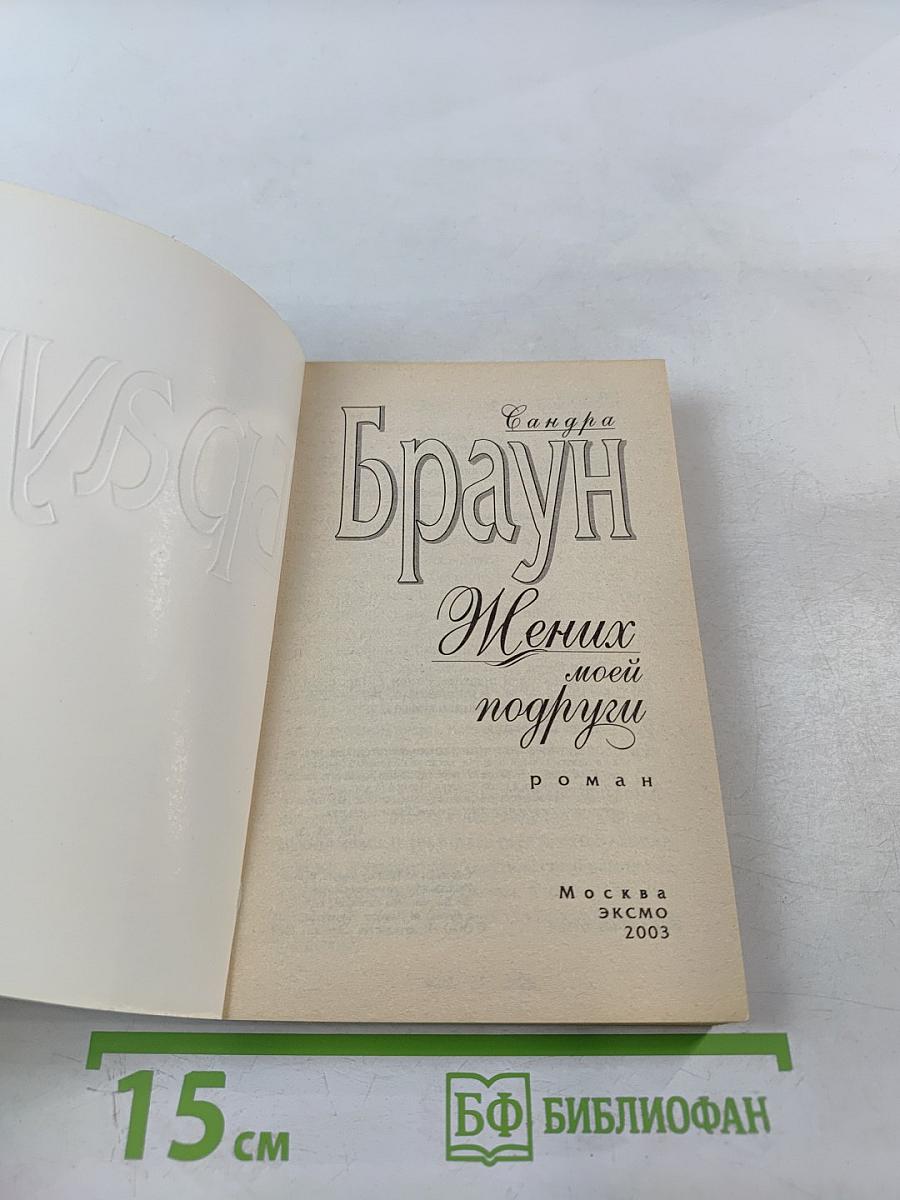 Сандра
Браун
Жених
моей
подруги
роман
Москва
ЭКСМО
2003
15 см
БФ БИБЛИОФАН